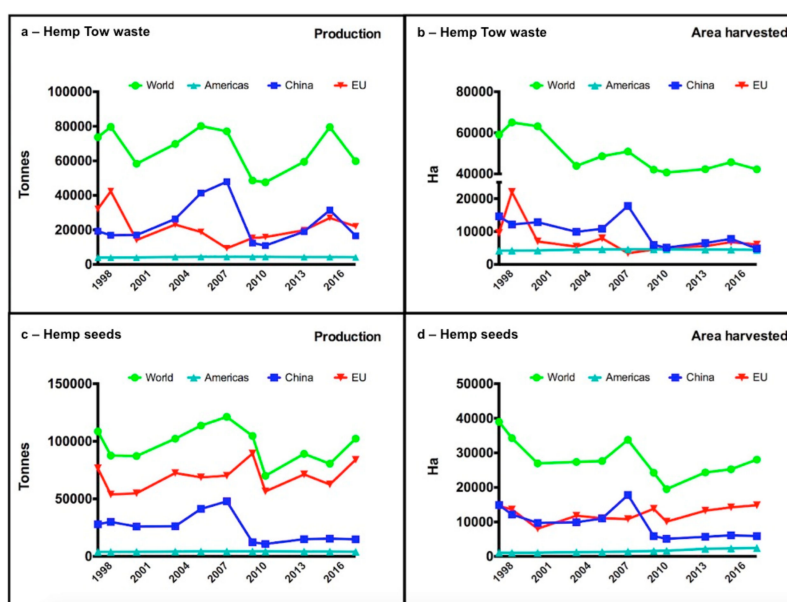 a – Hemp Tow waste
Production
World Americas China EU
100000
80000
60000
40000
20000
0
Tonnes
1998 2001 2004 2007 2010 2013 2016
b – Hemp Tow waste
Area harvested
World Americas China EU
80000
60000
40000
20000
10000
0
Ha
1998 2001 2004 2007 2010 2013 2016
c – Hemp seeds
Production
World Americas China EU
150000
100000
50000
0
Tonnes
1998 2001 2004 2007 2010 2013 2016
d – Hemp seeds
Area harvested
World Americas China EU
50000
40000
30000
20000
10000
0
Ha
1998 2001 2004 2007 2010 2013 2016